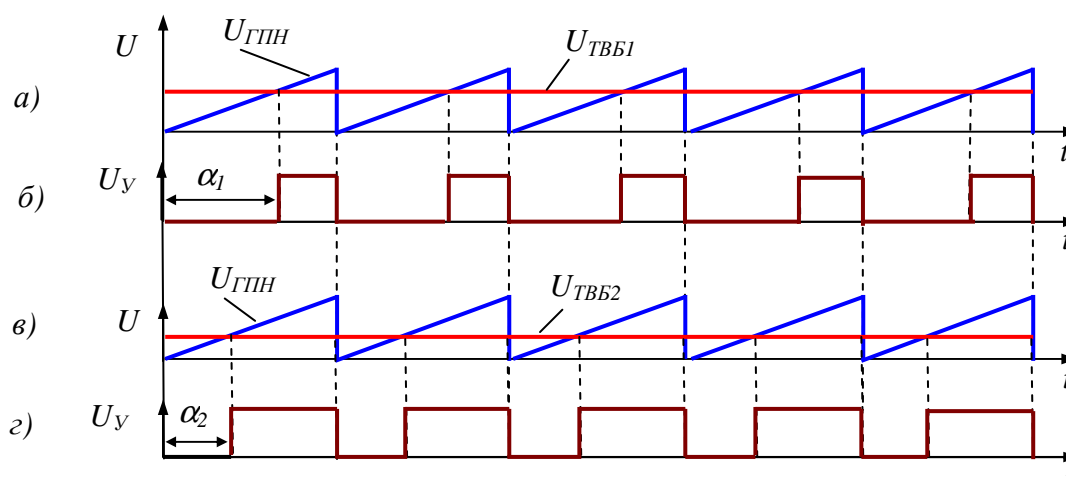 U
U_ГПН
U_ТВБ1
а)
t
б)
U_У
α_1
t
U_ГПН
U_ТВБ2
в)
U
t
г)
U_У
α_2
t